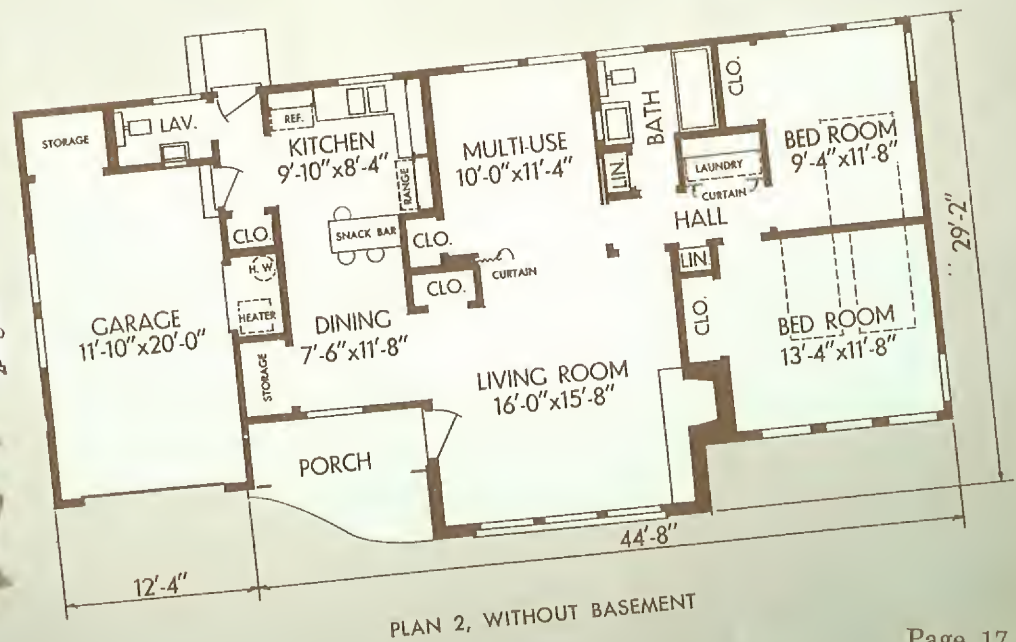 STORAGE
LAV.
REF.
KITCHEN
9'-10"x8'-4"
RANGE
SNACK BAR
MULTI-USE
10'-0"x11'-4"
BATH
LIN.
LAUNDRY
CURTAIN
CLO.
BED ROOM
9'-4"x11'-8"
HALL
LIN.
CLO.
BED ROOM
13'-4"x11'-8"
29'-2"
CLO.
H.W.
HEATER
CLO.
CLO.
CURTAIN
GARAGE
11'-10"x20'-0"
DINING
7'-6"x11'-8"
STORAGE
LIVING ROOM
16'-0"x15'-8"
PORCH
12'-4"
44'-8"
PLAN 2, WITHOUT BASEMENT
Page 17